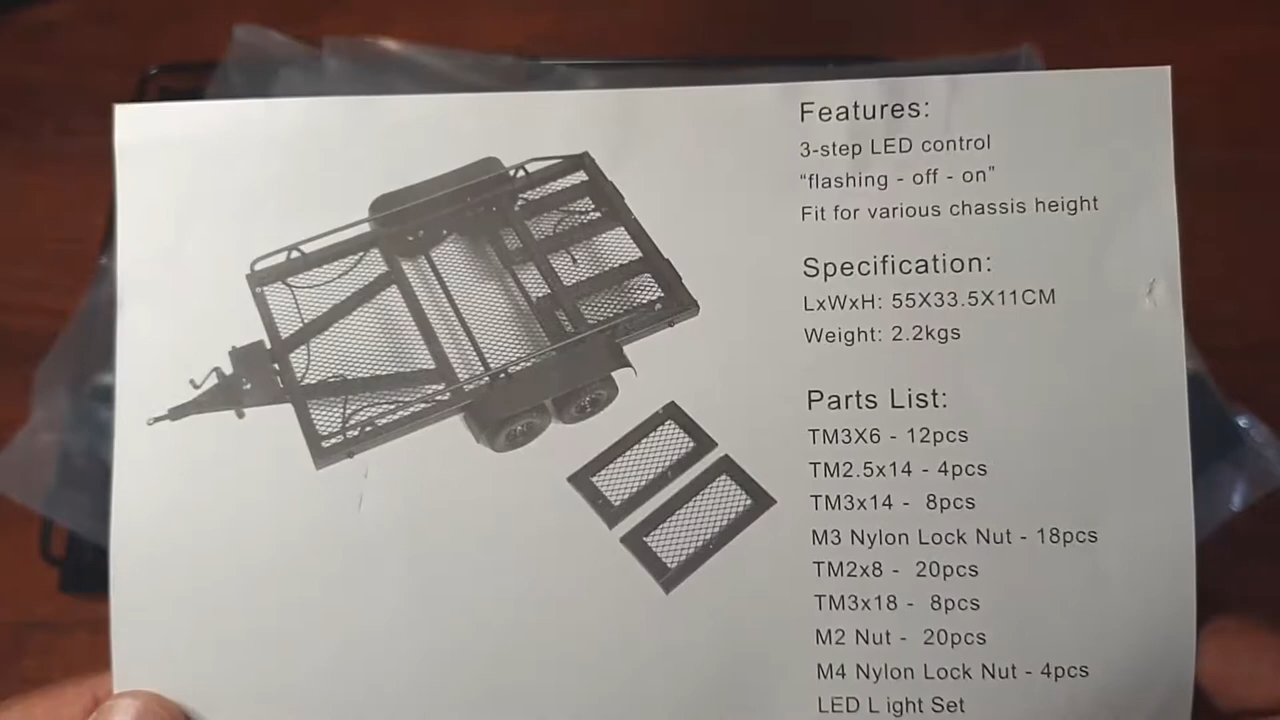 Features:
3-step LED control
“flashing - off - on”
Fit for various chassis height
Specification:
LxWxH: 55X33.5X11CM
Weight: 2.2kgs
Parts List:
TM3X6 - 12pcs
TM2.5x14 - 4pcs
TM3x14 - 8pcs
M3 Nylon Lock Nut - 18pcs
TM2x8 - 20pcs
TM3x18 - 8pcs
M2 Nut - 20pcs
M4 Nylon Lock Nut - 4pcs
LED L ight Set